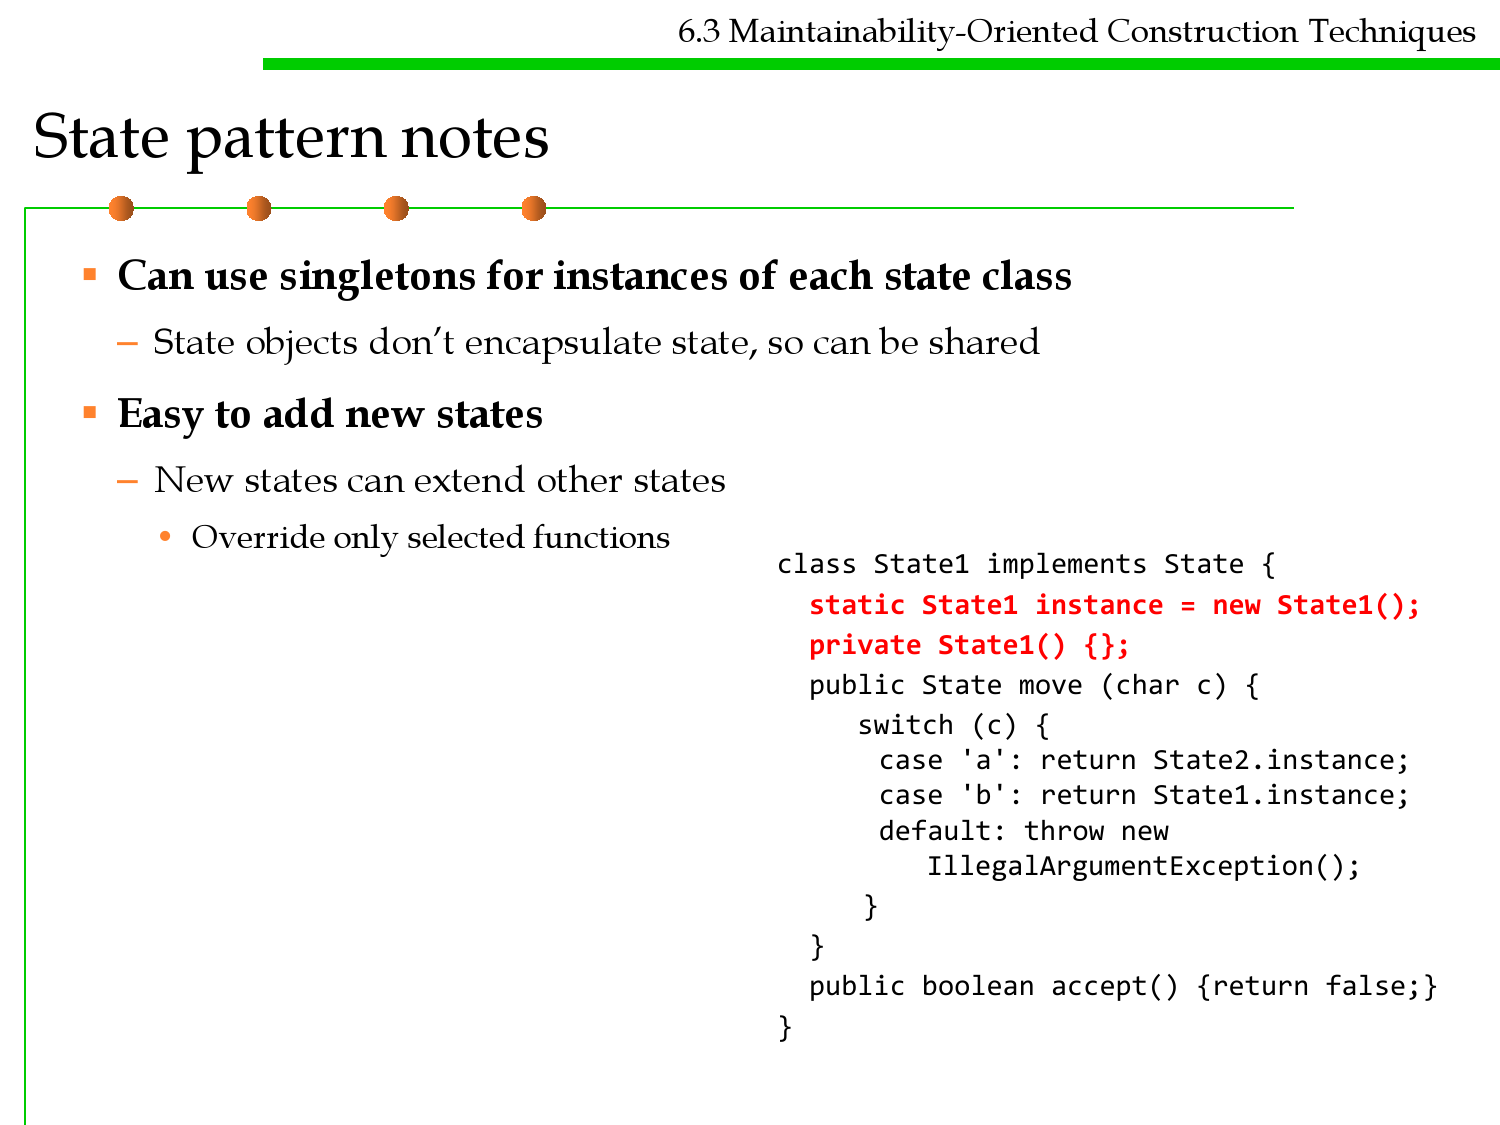 6.3 Maintainability-Oriented Construction Techniques
State pattern notes
▪ Can use singletons for instances of each state class
– State objects don’t encapsulate state, so can be shared
▪ Easy to add new states
– New states can extend other states
• Override only selected functions
class State1 implements State {
static State1 instance = new State1();
private State1() {};
public State move (char c) {
switch (c) {
case 'a': return State2.instance;
case 'b': return State1.instance;
default: throw new
IllegalArgumentException();
}
}
public boolean accept() {return false;}
}